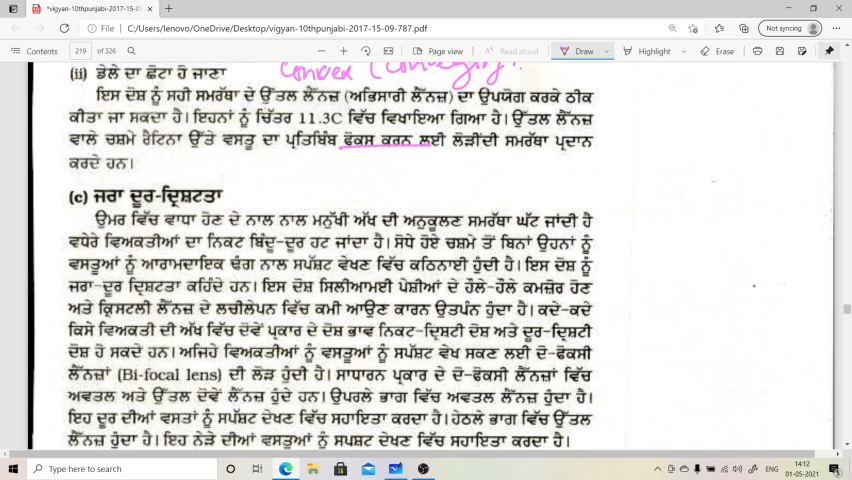 *vigyan-10thpunjabi-2017-15-09
File | C:/Users/lenovo/OneDrive/Desktop/vigyan-10thpunjabi-2017-15-09-787.pdf
Not syncing
Contents 219 of 326 Page view Read aloud Draw Highlight Erase
convex (converging)
(ii) ਡੇਲੇ ਦਾ ਛੋਟਾ ਹੋ ਜਾਣਾ
ਇਸ ਦੋਸ਼ ਨੂੰ ਸਹੀ ਸਮਰੱਥਾ ਦੇ ਉੱਤਲ ਲੈੱਨਜ਼ (ਅਭਿਸਾਰੀ ਲੈੱਨਜ਼) ਦਾ ਉਪਯੋਗ ਕਰਕੇ ਠੀਕ
ਕੀਤਾ ਜਾ ਸਕਦਾ ਹੈ। ਇਹਨਾਂ ਨੂੰ ਚਿੱਤਰ 11.3C ਵਿੱਚ ਵਿਖਾਇਆ ਗਿਆ ਹੈ। ਉੱਤਲ ਲੈੱਨਜ਼
ਵਾਲੇ ਚਸ਼ਮੇ ਰੈਟਿਨਾ ਉੱਤੇ ਵਸਤੂ ਦਾ ਪ੍ਰਤਿਬਿੰਬ ਫੋਕਸ ਕਰਨ ਲਈ ਲੋੜੀਂਦੀ ਸਮਰੱਥਾ ਪ੍ਰਦਾਨ
ਕਰਦੇ ਹਨ।
(c) ਜਰਾ ਦੂਰ-ਦ੍ਰਿਸ਼ਟਤਾ
ਉਮਰ ਵਿੱਚ ਵਾਧਾ ਹੋਣ ਦੇ ਨਾਲ ਨਾਲ ਮਨੁੱਖੀ ਅੱਖ ਦੀ ਅਨੁਕੂਲਣ ਸਮਰੱਥਾ ਘੱਟ ਜਾਂਦੀ ਹੈ
ਵਧੇਰੇ ਵਿਅਕਤੀਆਂ ਦਾ ਨਿਕਟ ਬਿੰਦੂ-ਦੂਰ ਹਟ ਜਾਂਦਾ ਹੈ। ਸੋਧੇ ਹੋਏ ਚਸ਼ਮੇ ਤੋਂ ਬਿਨਾਂ ਉਹਨਾਂ ਨੂੰ
ਵਸਤੂਆਂ ਨੂੰ ਆਰਾਮਦਾਇਕ ਢੰਗ ਨਾਲ ਸਪੱਸ਼ਟ ਵੇਖਣ ਵਿੱਚ ਕਠਿਨਾਈ ਹੁੰਦੀ ਹੈ। ਇਸ ਦੋਸ਼ ਨੂੰ
ਜਰਾ-ਦੂਰ ਦ੍ਰਿਸ਼ਟਤਾ ਕਹਿੰਦੇ ਹਨ। ਇਸ ਦੋਸ਼ ਸਿਲੀਆਮਈ ਪੇਸ਼ੀਆਂ ਦੇ ਹੌਲੇ-ਹੌਲੇ ਕਮਜ਼ੋਰ ਹੋਣ
ਅਤੇ ਕ੍ਰਿਸਟਲੀ ਲੈੱਨਜ਼ ਦੇ ਲਚੀਲੇਪਨ ਵਿੱਚ ਕਮੀ ਆਉਣ ਕਾਰਨ ਉਤਪੰਨ ਹੁੰਦਾ ਹੈ। ਕਦੇ-ਕਦੇ
ਕਿਸੇ ਵਿਅਕਤੀ ਦੀ ਅੱਖ ਵਿੱਚ ਦੋਵੇਂ ਪ੍ਰਕਾਰ ਦੇ ਦੋਸ਼ ਭਾਵ ਨਿਕਟ-ਦ੍ਰਿਸ਼ਟੀ ਦੋਸ਼ ਅਤੇ ਦੂਰ-ਦ੍ਰਿਸ਼ਟੀ
ਦੋਸ਼ ਹੋ ਸਕਦੇ ਹਨ। ਅਜਿਹੇ ਵਿਅਕਤੀਆਂ ਨੂੰ ਵਸਤੂਆਂ ਨੂੰ ਸਪੱਸ਼ਟ ਵੇਖ ਸਕਣ ਲਈ ਦੋ-ਫੋਕਸੀ
ਲੈੱਨਜ਼ਾਂ (Bi-focal lens) ਦੀ ਲੋੜ ਹੁੰਦੀ ਹੈ। ਸਾਧਾਰਨ ਪ੍ਰਕਾਰ ਦੇ ਦੋ-ਫੋਕਸੀ ਲੈੱਨਜ਼ਾਂ ਵਿੱਚ
ਅਵਤਲ ਅਤੇ ਉੱਤਲ ਦੋਵੇਂ ਲੈੱਨਜ਼ ਹੁੰਦੇ ਹਨ। ਉਪਰਲੇ ਭਾਗ ਵਿੱਚ ਅਵਤਲ ਲੈੱਨਜ਼ ਹੁੰਦਾ ਹੈ।
ਇਹ ਦੂਰ ਦੀਆਂ ਵਸਤਾਂ ਨੂੰ ਸਪੱਸ਼ਟ ਦੇਖਣ ਵਿੱਚ ਸਹਾਇਤਾ ਕਰਦਾ ਹੈ। ਹੇਠਲੇ ਭਾਗ ਵਿੱਚ ਉੱਤਲ
ਲੈੱਨਜ਼ ਹੁੰਦਾ ਹੈ। ਇਹ ਨੇੜੇ ਦੀਆਂ ਵਸਤੂਆਂ ਨੂੰ ਸਪਸ਼ਟ ਦੇਖਣ ਵਿੱਚ ਸਹਾਇਤਾ ਕਰਦਾ ਹੈ।
Type here to search
ENG
14:12
01-05-2021